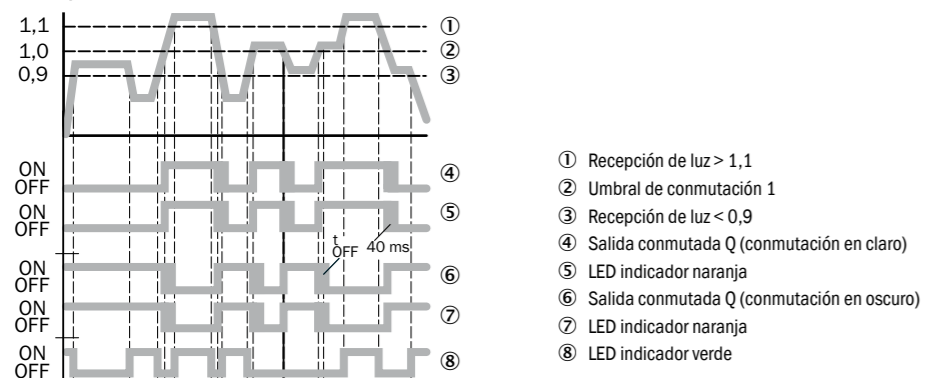 1,1
①
1,0
②
0,9
③
ON
OFF
④
ON
OFF
⑤
t
OFF
40 ms
ON
OFF
⑥
ON
OFF
⑦
ON
OFF
⑧
① Recepción de luz > 1,1
② Umbral de conmutación 1
③ Recepción de luz < 0,9
④ Salida conmutada Q (conmutación en claro)
⑤ LED indicador naranja
⑥ Salida conmutada Q (conmutación en oscuro)
⑦ LED indicador naranja
⑧ LED indicador verde